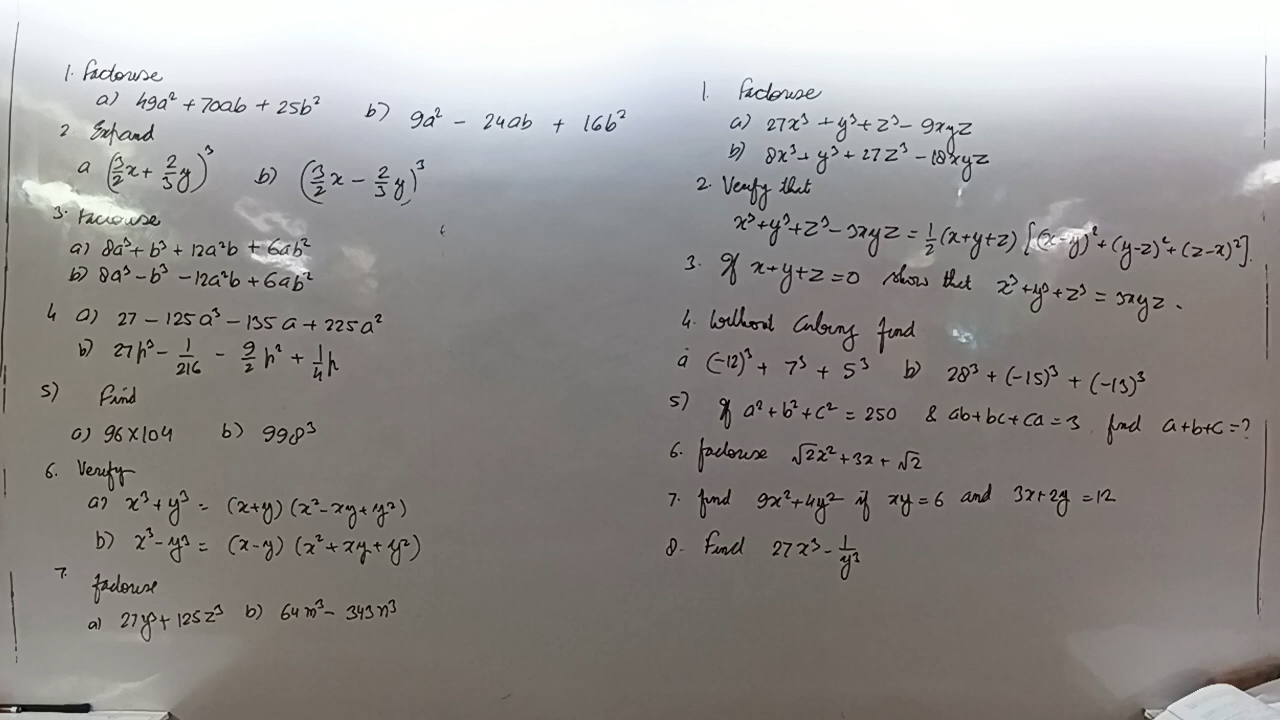 1. Factorise
a) 49a² + 70ab + 25b² b) 9a² - 24ab + 16b²
2 Expand
a (3/2x + 2/3y)³ b) (3/2x - 2/3y)³
3. Factorise
a) 8a³ + b³ + 12a²b + 6ab²
b) 8a³ - b³ - 12a²b + 6ab²
4 a) 27 - 125a³ - 135a + 225a²
b) 27p³ - 1/216 - 9/2p² + 1/4p
5) Find
a) 96×104 b) 998³
6. Verify
a) x³ + y³ = (x+y) (x² - xy + y²)
b) x³ - y³ = (x-y) (x² + xy + y²)
7. factorise
a) 27y³ + 125z³ b) 64m³ - 343n³
1. Factorise
a) 27x³ + y³ + z³ - 9xyz
b) 8x³ + y³ + 27z³ - 18xyz
2. Verify that
x³+y³+z³ - 3xyz = 1/2(x+y+z) [(x-y)²+(y-z)²+(z-x)²].
3. If x+y+z=0 show that x³+y³+z³ = 3xyz.
4. Without Cubing find
a (-12)³ + 7³ + 5³ b) 28³ + (-15)³ + (-13)³
5) If a²+b²+c² = 250 & ab+bc+ca = 3 find a+b+c=?
6. factorise √2x² + 3x + √2
7. find 9x²+4y² if xy = 6 and 3x+2y = 12
8. Find 27x³ - 1/y³